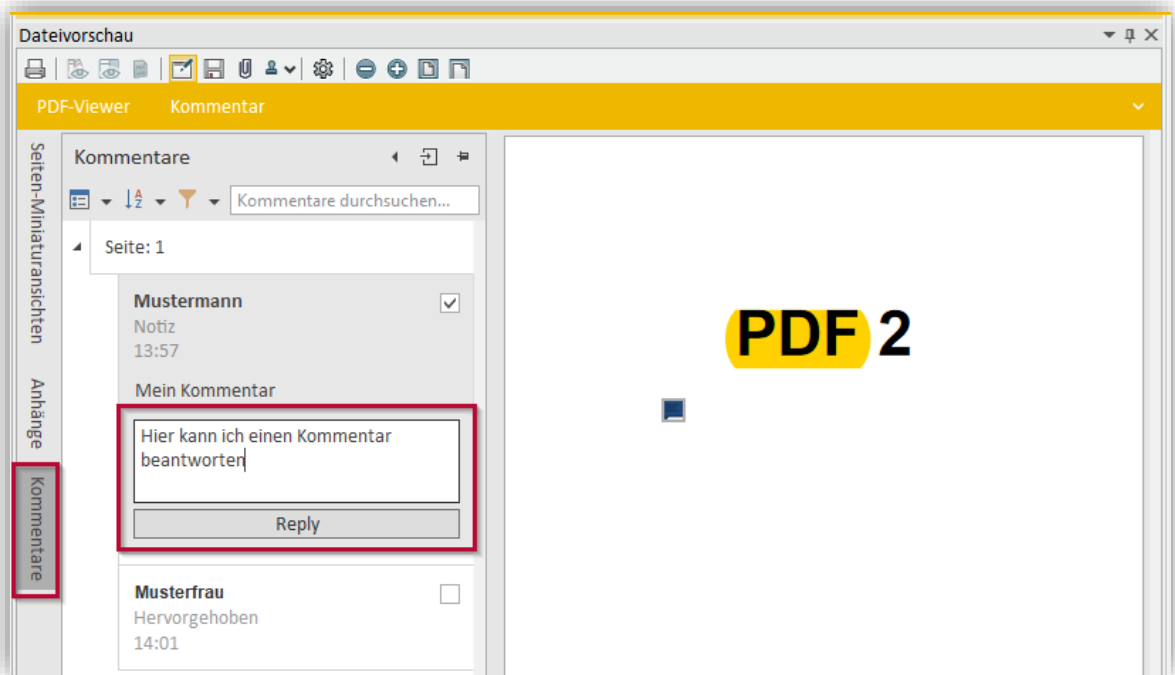 Dateivorschau
PDF-Viewer Kommentar
Seiten-Miniaturansichten
Anhänge
Kommentare
Kommentare
Kommentare durchsuchen...
Seite: 1
Mustermann
Notiz
13:57
Mein Kommentar
Hier kann ich einen Kommentar
beantworten
Reply
Musterfrau
Hervorgehoben
14:01
PDF 2